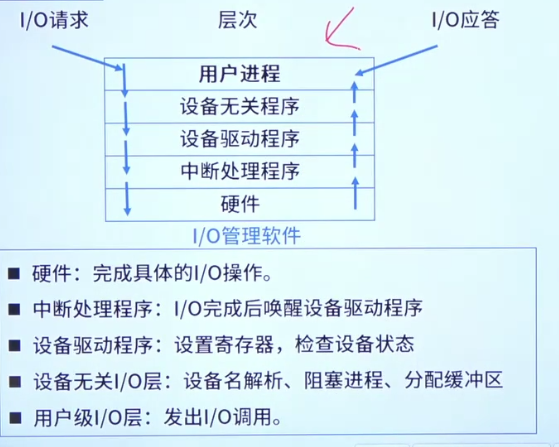 I/O请求 层次 I/O应答
用户进程
设备无关程序
设备驱动程序
中断处理程序
硬件
I/O管理软件
■ 硬件：完成具体的I/O操作。
■ 中断处理程序：I/O完成后唤醒设备驱动程序
■ 设备驱动程序：设置寄存器，检查设备状态
■ 设备无关I/O层：设备名解析、阻塞进程、分配缓冲区
■ 用户级I/O层：发出I/O调用。